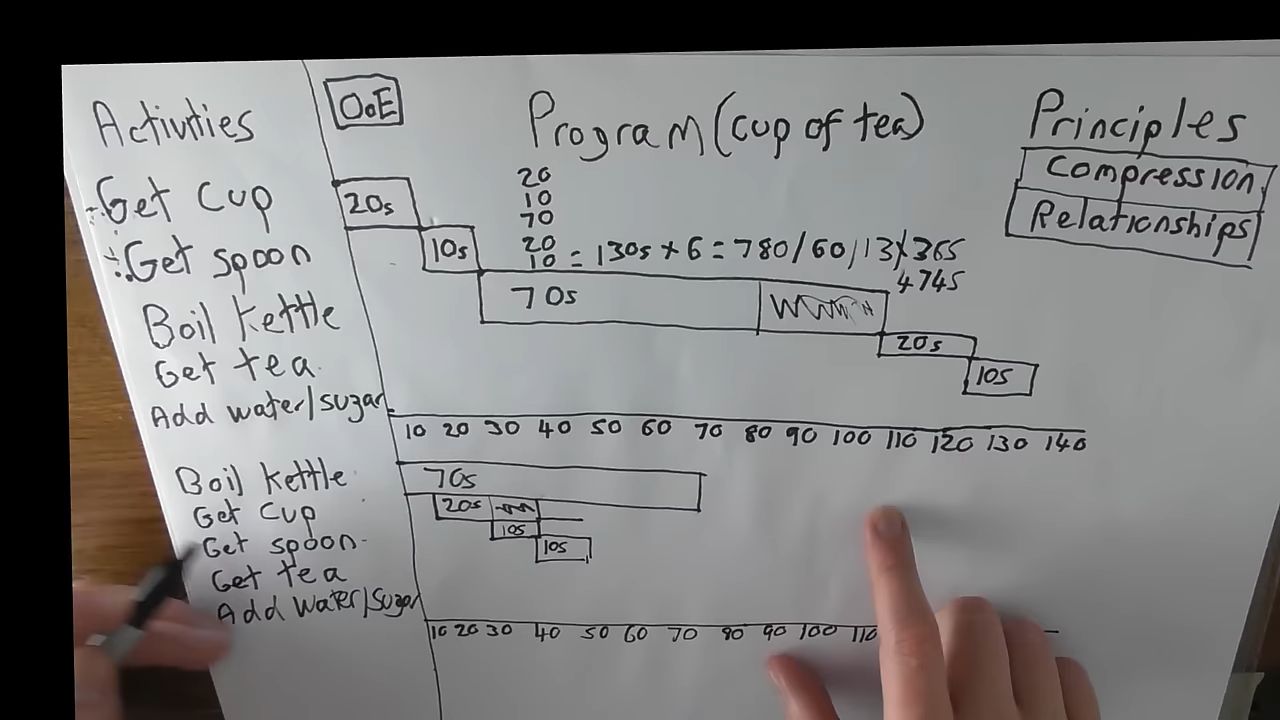 Activities
OoE
Program (cup of tea)
Principles
Compression
Relationships
20
10
70
20
10 = 130s * 6 = 780/60, 13 * 365
4745
Get Cup
20s
Get spoon
10s
Boil Kettle
70s
Get tea
20s
Add water/sugar
10s
10 20 30 40 50 60 70 80 90 100 110 120 130 140
Boil Kettle
70s
Get Cup
20s
Get spoon
10s
Get tea
10s
Add water/sugar
10 20 30 40 50 60 70 80 90 100 110